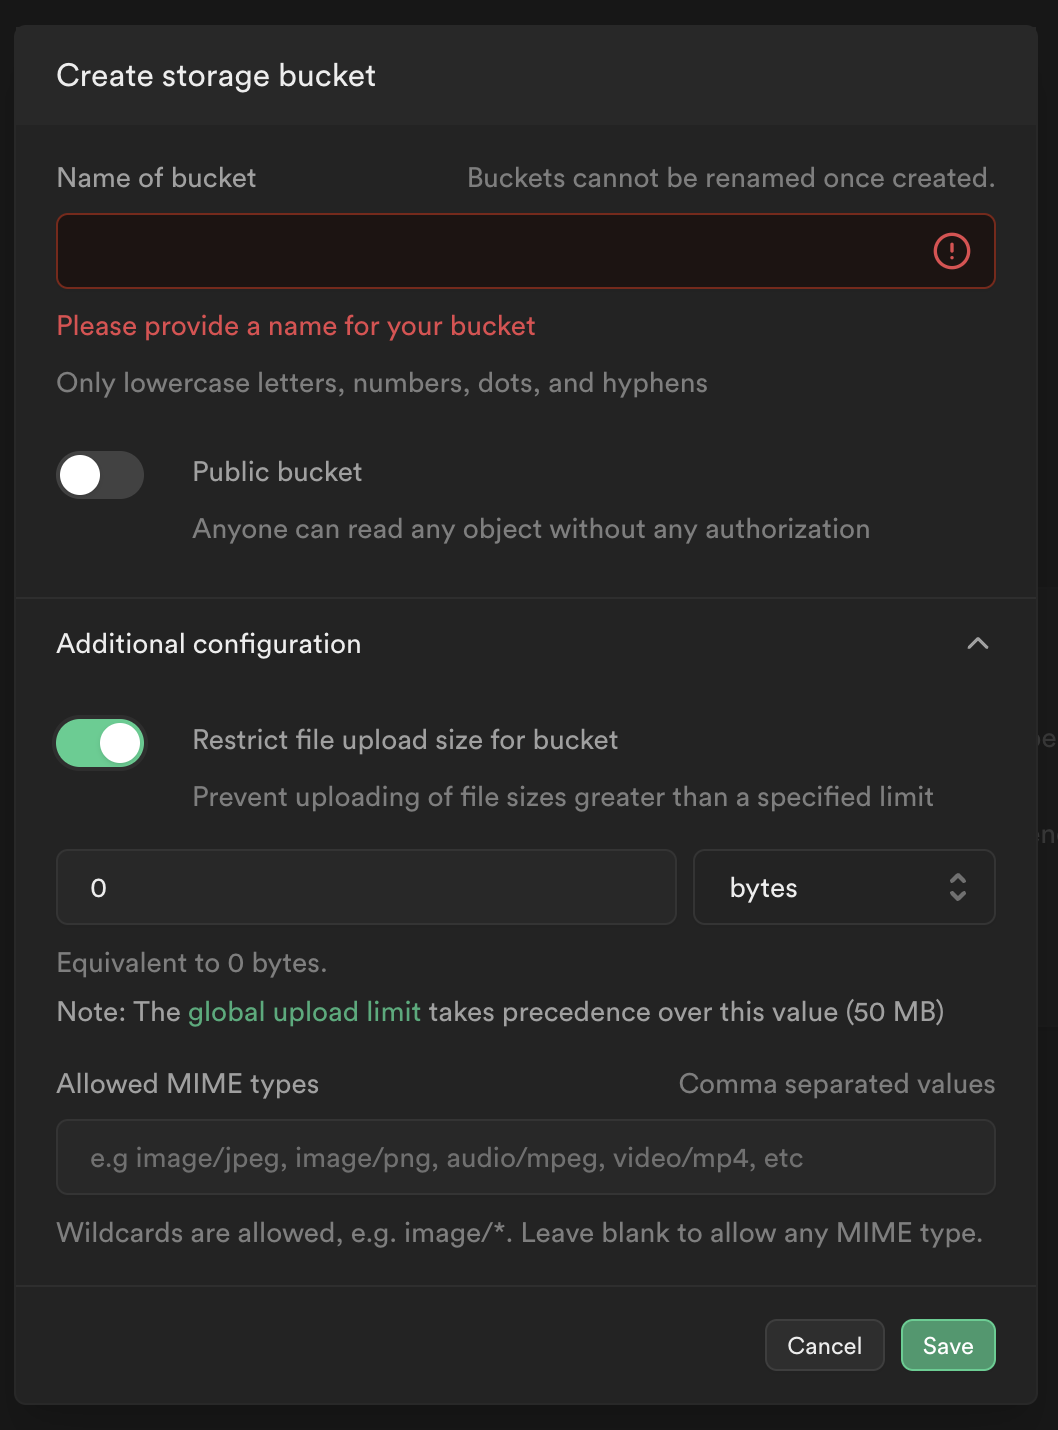 Create storage bucket
Name of bucket
Buckets cannot be renamed once created.
Please provide a name for your bucket
Only lowercase letters, numbers, dots, and hyphens
Public bucket
Anyone can read any object without any authorization
Additional configuration
Restrict file upload size for bucket
Prevent uploading of file sizes greater than a specified limit
0
bytes
Equivalent to 0 bytes.
Note: The global upload limit takes precedence over this value (50 MB)
Allowed MIME types
Comma separated values
e.g image/jpeg, image/png, audio/mpeg, video/mp4, etc
Wildcards are allowed, e.g. image/*. Leave blank to allow any MIME type.
Cancel
Save